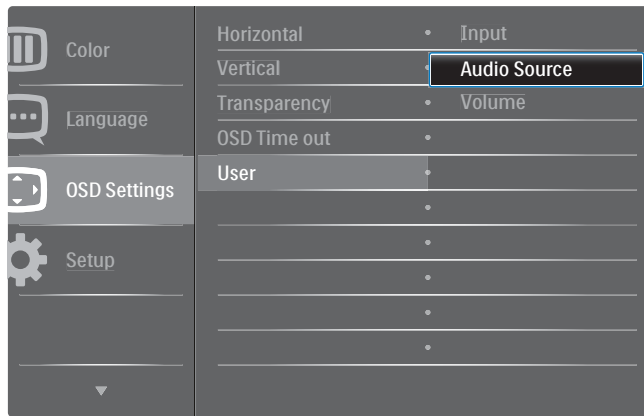 Color
Language
OSD Settings
Setup
Horizontal
Vertical
Transparency
OSD Time out
User
Input
Audio Source
Volume